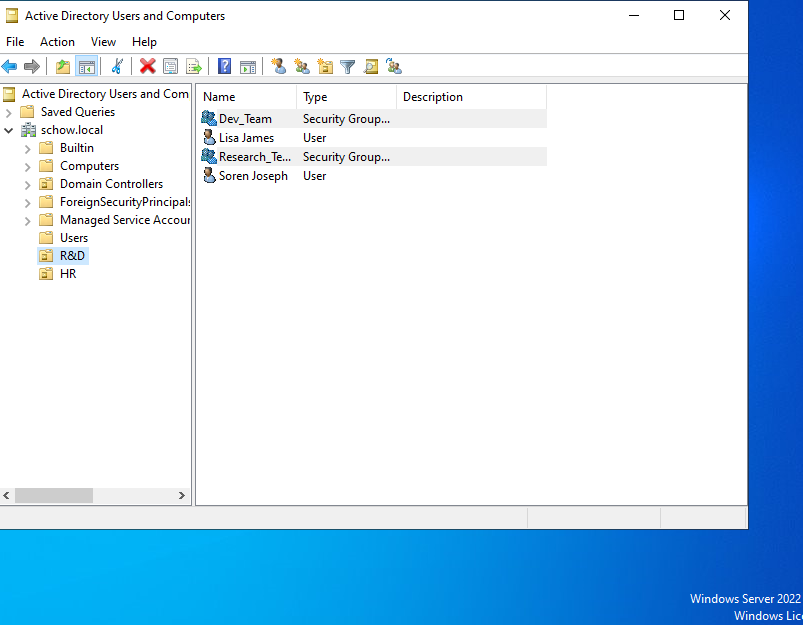 Active Directory Users and Computers
File Action View Help
Active Directory Users and Com
Saved Queries
schow.local
Builtin
Computers
Domain Controllers
ForeignSecurityPrincipals
Managed Service Accour
Users
R&D
HR
Name Type Description
Dev_Team Security Group...
Lisa James User
Research_Te... Security Group...
Soren Joseph User
Windows Server 2022
Windows Lic